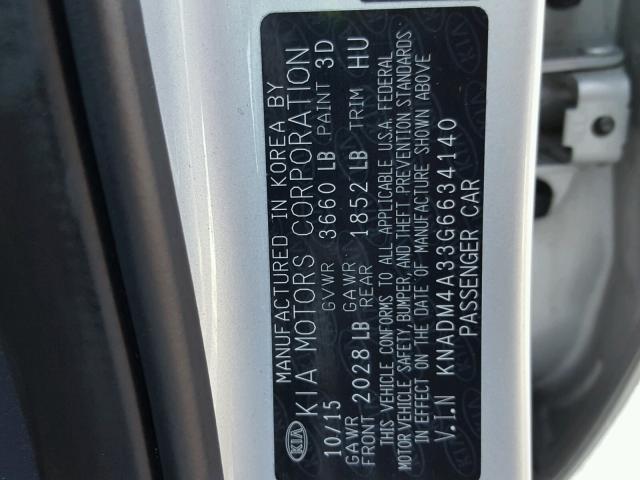 MANUFACTURED IN KOREA BY
KIA KIA MOTORS CORPORATION
10/15 GVWR 3660 LB PAINT 3D
GAWR FRONT 2028 LB GAWR REAR 1852 LB TRIM HU
THIS VEHICLE CONFORMS TO ALL APPLICABLE U.S.A. FEDERAL
MOTOR VEHICLE SAFETY, BUMPER, AND THEFT PREVENTION STANDARDS
IN EFFECT ON THE DATE OF MANUFACTURE SHOWN ABOVE
V.I.N KNADM4A33G6634140
PASSENGER CAR